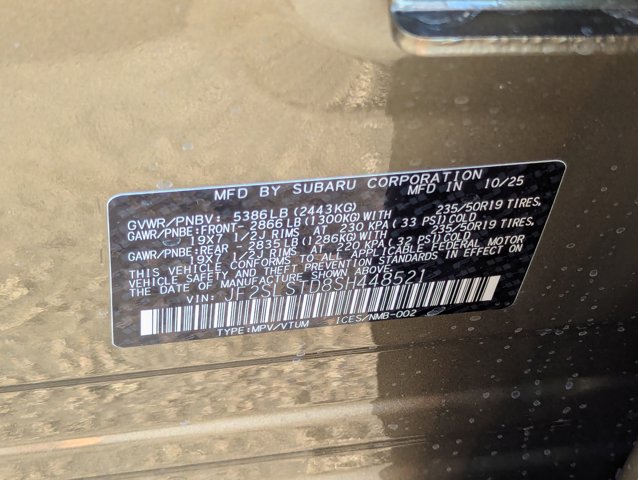 MFD BY SUBARU CORPORATION
MFD IN 10/25
GVWR/PNBV: 5386LB (2443KG)
GAWR/PNBE:FRONT- 2866LB (1300KG)WITH 235/50R19 TIRES,
19X7 1/2J RIMS AT 230 KPA (33 PSI)COLD
GAWR/PNBE:REAR - 2835LB (1286KG)WITH 235/50R19 TIRES,
19X7 1/2J RIMS AT 220 KPA (32 PSI)COLD
THIS VEHICLE CONFORMS TO ALL APPLICABLE FEDERAL MOTOR
VEHICLE SAFETY, AND THEFT PREVENTION STANDARDS IN EFFECT ON
THE DATE OF MANUFACTURE SHOWN ABOVE.
VIN: JF2SLSTD8SH448521
TYPE:MPV/VTUM ICES/NMB-002